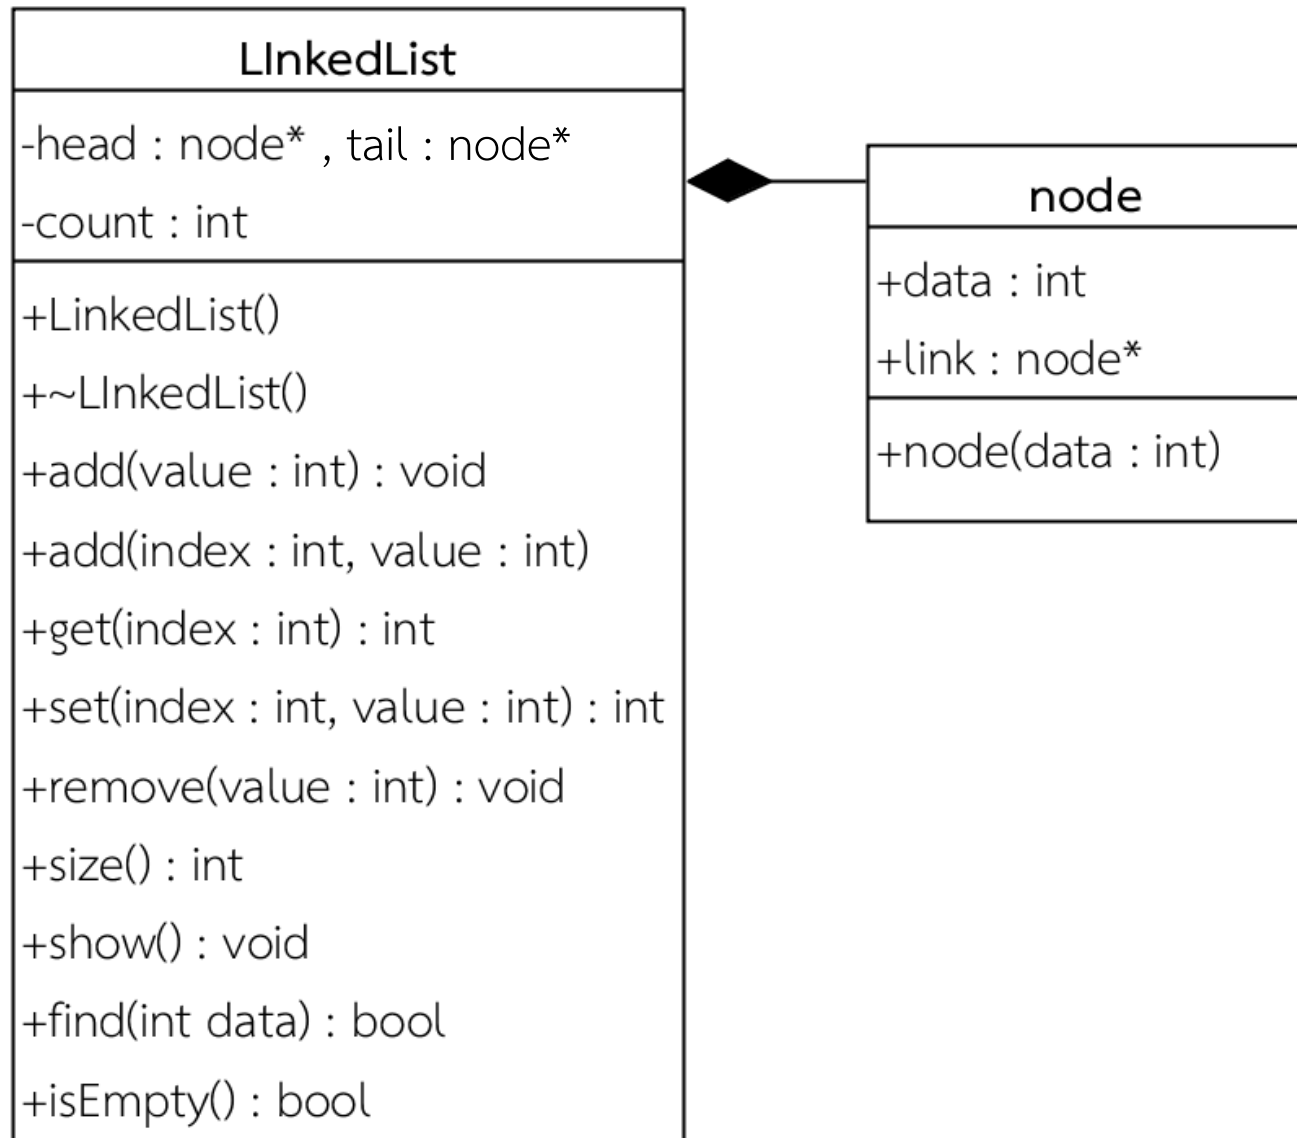 LInkedList
-head : node* , tail : node*
-count : int
+LinkedList()
+~LInkedList()
+add(value : int) : void
+add(index : int, value : int)
+get(index : int) : int
+set(index : int, value : int) : int
+remove(value : int) : void
+size() : int
+show() : void
+find(int data) : bool
+isEmpty() : bool
node
+data : int
+link : node*
+node(data : int)